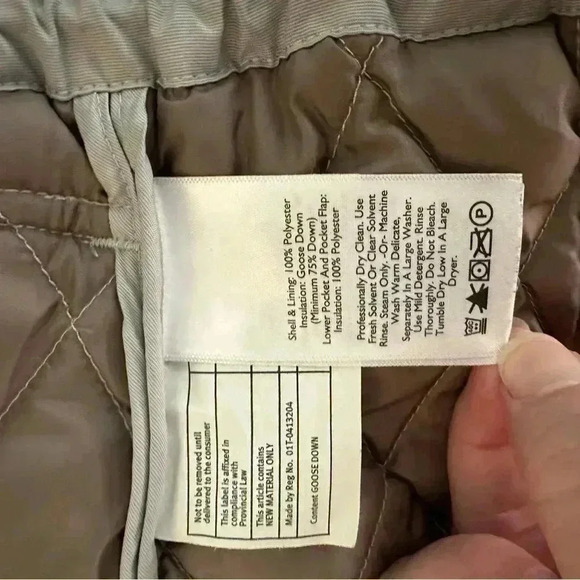 Shell & Lining: 100% Polyester
Insulation: Goose Down
(Minimum 75% Down)
Lower Pocket And Pocket Flap:
Insulation: 100% Polyester
Professionally Dry Clean. Use
Fresh Solvent Or Clear Solvent
Rinse. Steam Only. -Or- Machine
Wash Warm Delicate,
Separately In A Large Washer.
Use Mild Detergent. Rinse
Thoroughly. Do Not Bleach.
Tumble Dry Low In A Large
Dryer.
P
Not to be removed until
delivered to the consumer
This label is affixed in
compliance with
Provincial Law
This article contains
NEW MATERIAL ONLY
Made by Reg No. 01T-0413204
Content GOOSE DOWN